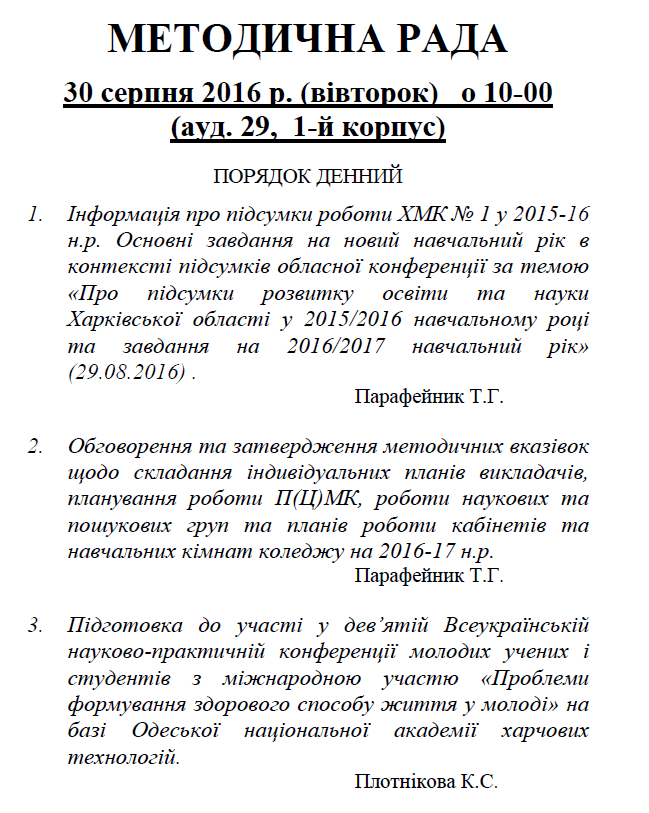 МЕТОДИЧНА РАДА
30 серпня 2016 р. (вівторок) о 10-00
(ауд. 29, 1-й корпус)
ПОРЯДОК ДЕННИЙ
1. Інформація про підсумки роботи ХМК № 1 у 2015-16
н.р. Основні завдання на новий навчальний рік в
контексті підсумків обласної конференції за темою
«Про підсумки розвитку освіти та науки
Харківської області у 2015/2016 навчальному році
та завдання на 2016/2017 навчальний рік»
(29.08.2016) .
Парафейник Т.Г.
2. Обговорення та затвердження методичних вказівок
щодо складання індивідуальних планів викладачів,
планування роботи П(Ц)МК, роботи наукових та
пошукових груп та планів роботи кабінетів та
навчальних кімнат коледжу на 2016-17 н.р.
Парафейник Т.Г.
3. Підготовка до участі у дев’ятій Всеукраїнській
науково-практичній конференції молодих учених і
студентів з міжнародною участю «Проблеми
формування здорового способу життя у молоді» на
базі Одеської національної академії харчових
технологій.
Плотнікова К.С.